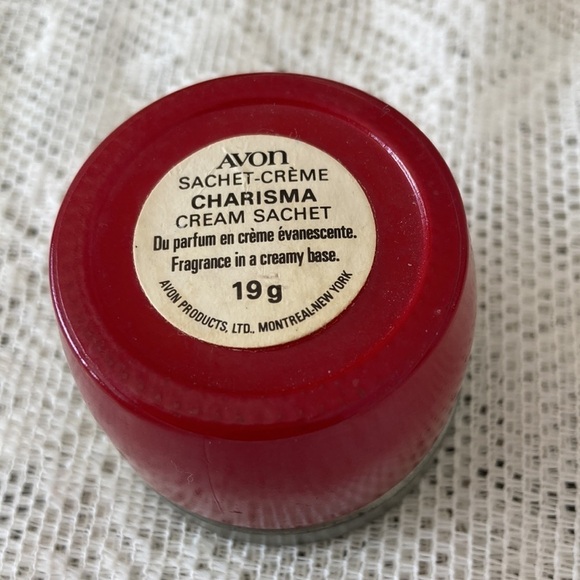 AVON
SACHET-CRÈME
CHARISMA
CREAM SACHET
Du parfum en crème évanescente.
Fragrance in a creamy base.
19 g
AVON PRODUCTS, LTD., MONTREAL-NEW YORK